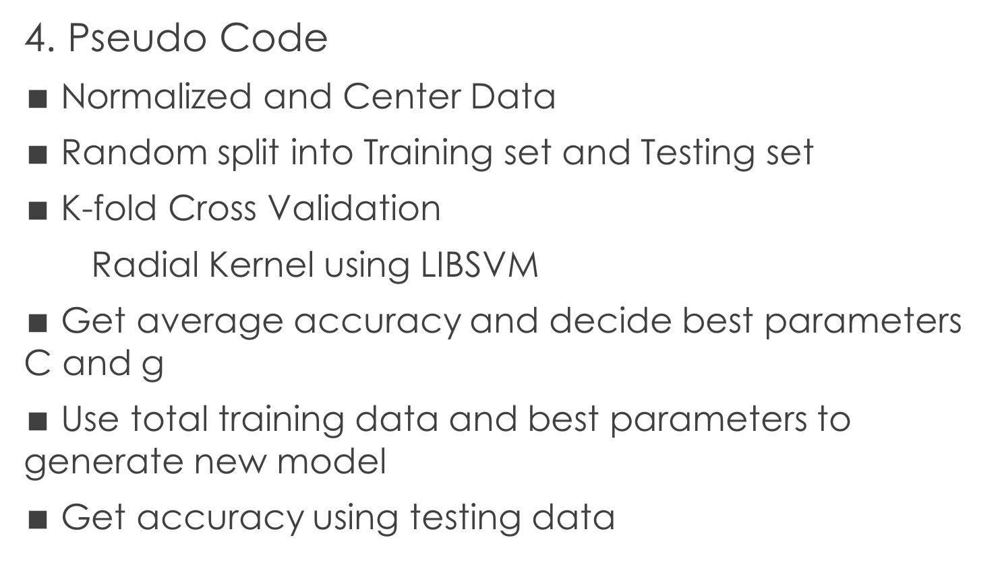 4. Pseudo Code
▪ Normalized and Center Data
▪ Random split into Training set and Testing set
▪ K-fold Cross Validation
Radial Kernel using LIBSVM
▪ Get average accuracy and decide best parameters
C and g
▪ Use total training data and best parameters to
generate new model
▪ Get accuracy using testing data